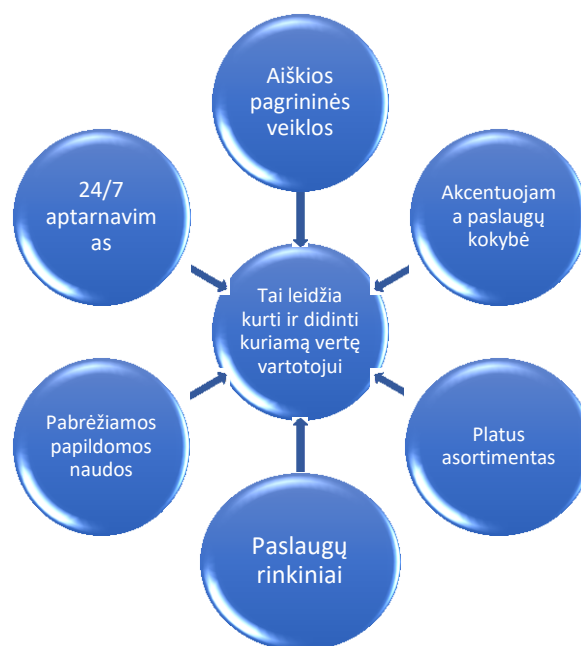 Aiškios
pagrininės
veiklos
24/7
aptarnavim
as
Akcentuojam
a paslaugų
kokybė
Tai leidžia
kurti ir didinti
kuriamą vertę
vartotojui
Pabrėžiamos
papildomos
naudos
Platus
asortimentas
Paslaugų
rinkiniai